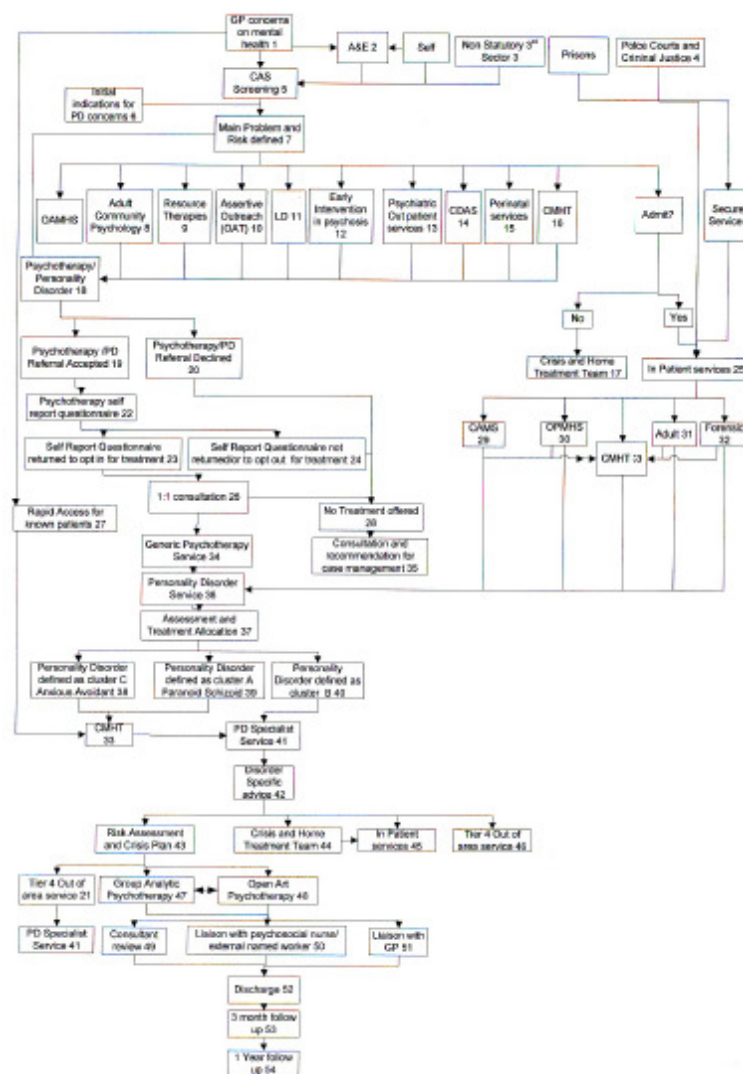 GP concerns
on mental
health 1
A&E 2
Self
Non Statutory 3rd
Sector 3
Prisons
Police Courts and
Criminal Justice 4
CAS
Screening 5
Initial
indications for
PD concerns 6
Main Problem and
Risk defined 7
OAMHS
Adult
Community
Psychology 8
Resource
Therapies
9
Assertive
Outreach
(OAT) 10
LD 11
Early
Intervention
in psychosis
12
Psychiatric
Out patient
services 13
CDAS
14
Perinatal
services
15
CMHT
16
Admit?
Secure
Service
Psychotherapy/
Personality
Disorder 18
No
Yes
Psychotherapy /PD
Referral Accepted 19
Psychotherapy/PD
Referral Declined
20
Crisis and Home
Treatment Team 17
In Patient services 25
Psychotherapy self
report questionnaire 22
CAMS
29
OPMHS
30
Adult 31
Forensic
32
Self Report Questionnaire
returned to opt in for treatment 23
Self Report Questionnaire not
returned/or to opt out for treatment 24
CMHT 33
1:1 consultation 26
Rapid Access for
known patients 27
No Treatment offered
28
Generic Psychotherapy
Service 34
Consultation and
recommendation for
case management 35
Personality Disorder
Service 36
Assessment and
Treatment Allocation 37
Personality Disorder
defined as cluster C
Anxious Avoidant 38
Personality Disorder
defined as cluster A
Paranoid Schizoid 39
Personality
Disorder defined as
cluster B 40
CMHT
33
PD Specialist
Service 41
Disorder
Specific
advice 42
Risk Assessment
and Crisis Plan 43
Crisis and Home
Treatment Team 44
In Patient
services 45
Tier 4 Out of
area service 46
Tier 4 Out of
area service 21
Group Analytic
Psychotherapy 47
Open Art
Psychotherapy 48
PD Specialist
Service 41
Consultant
review 49
Liaison with psychosocial nurse/
external named worker 50
Liaison with
GP 51
Discharge 52
3 month follow
up 53
1 Year follow
up 54